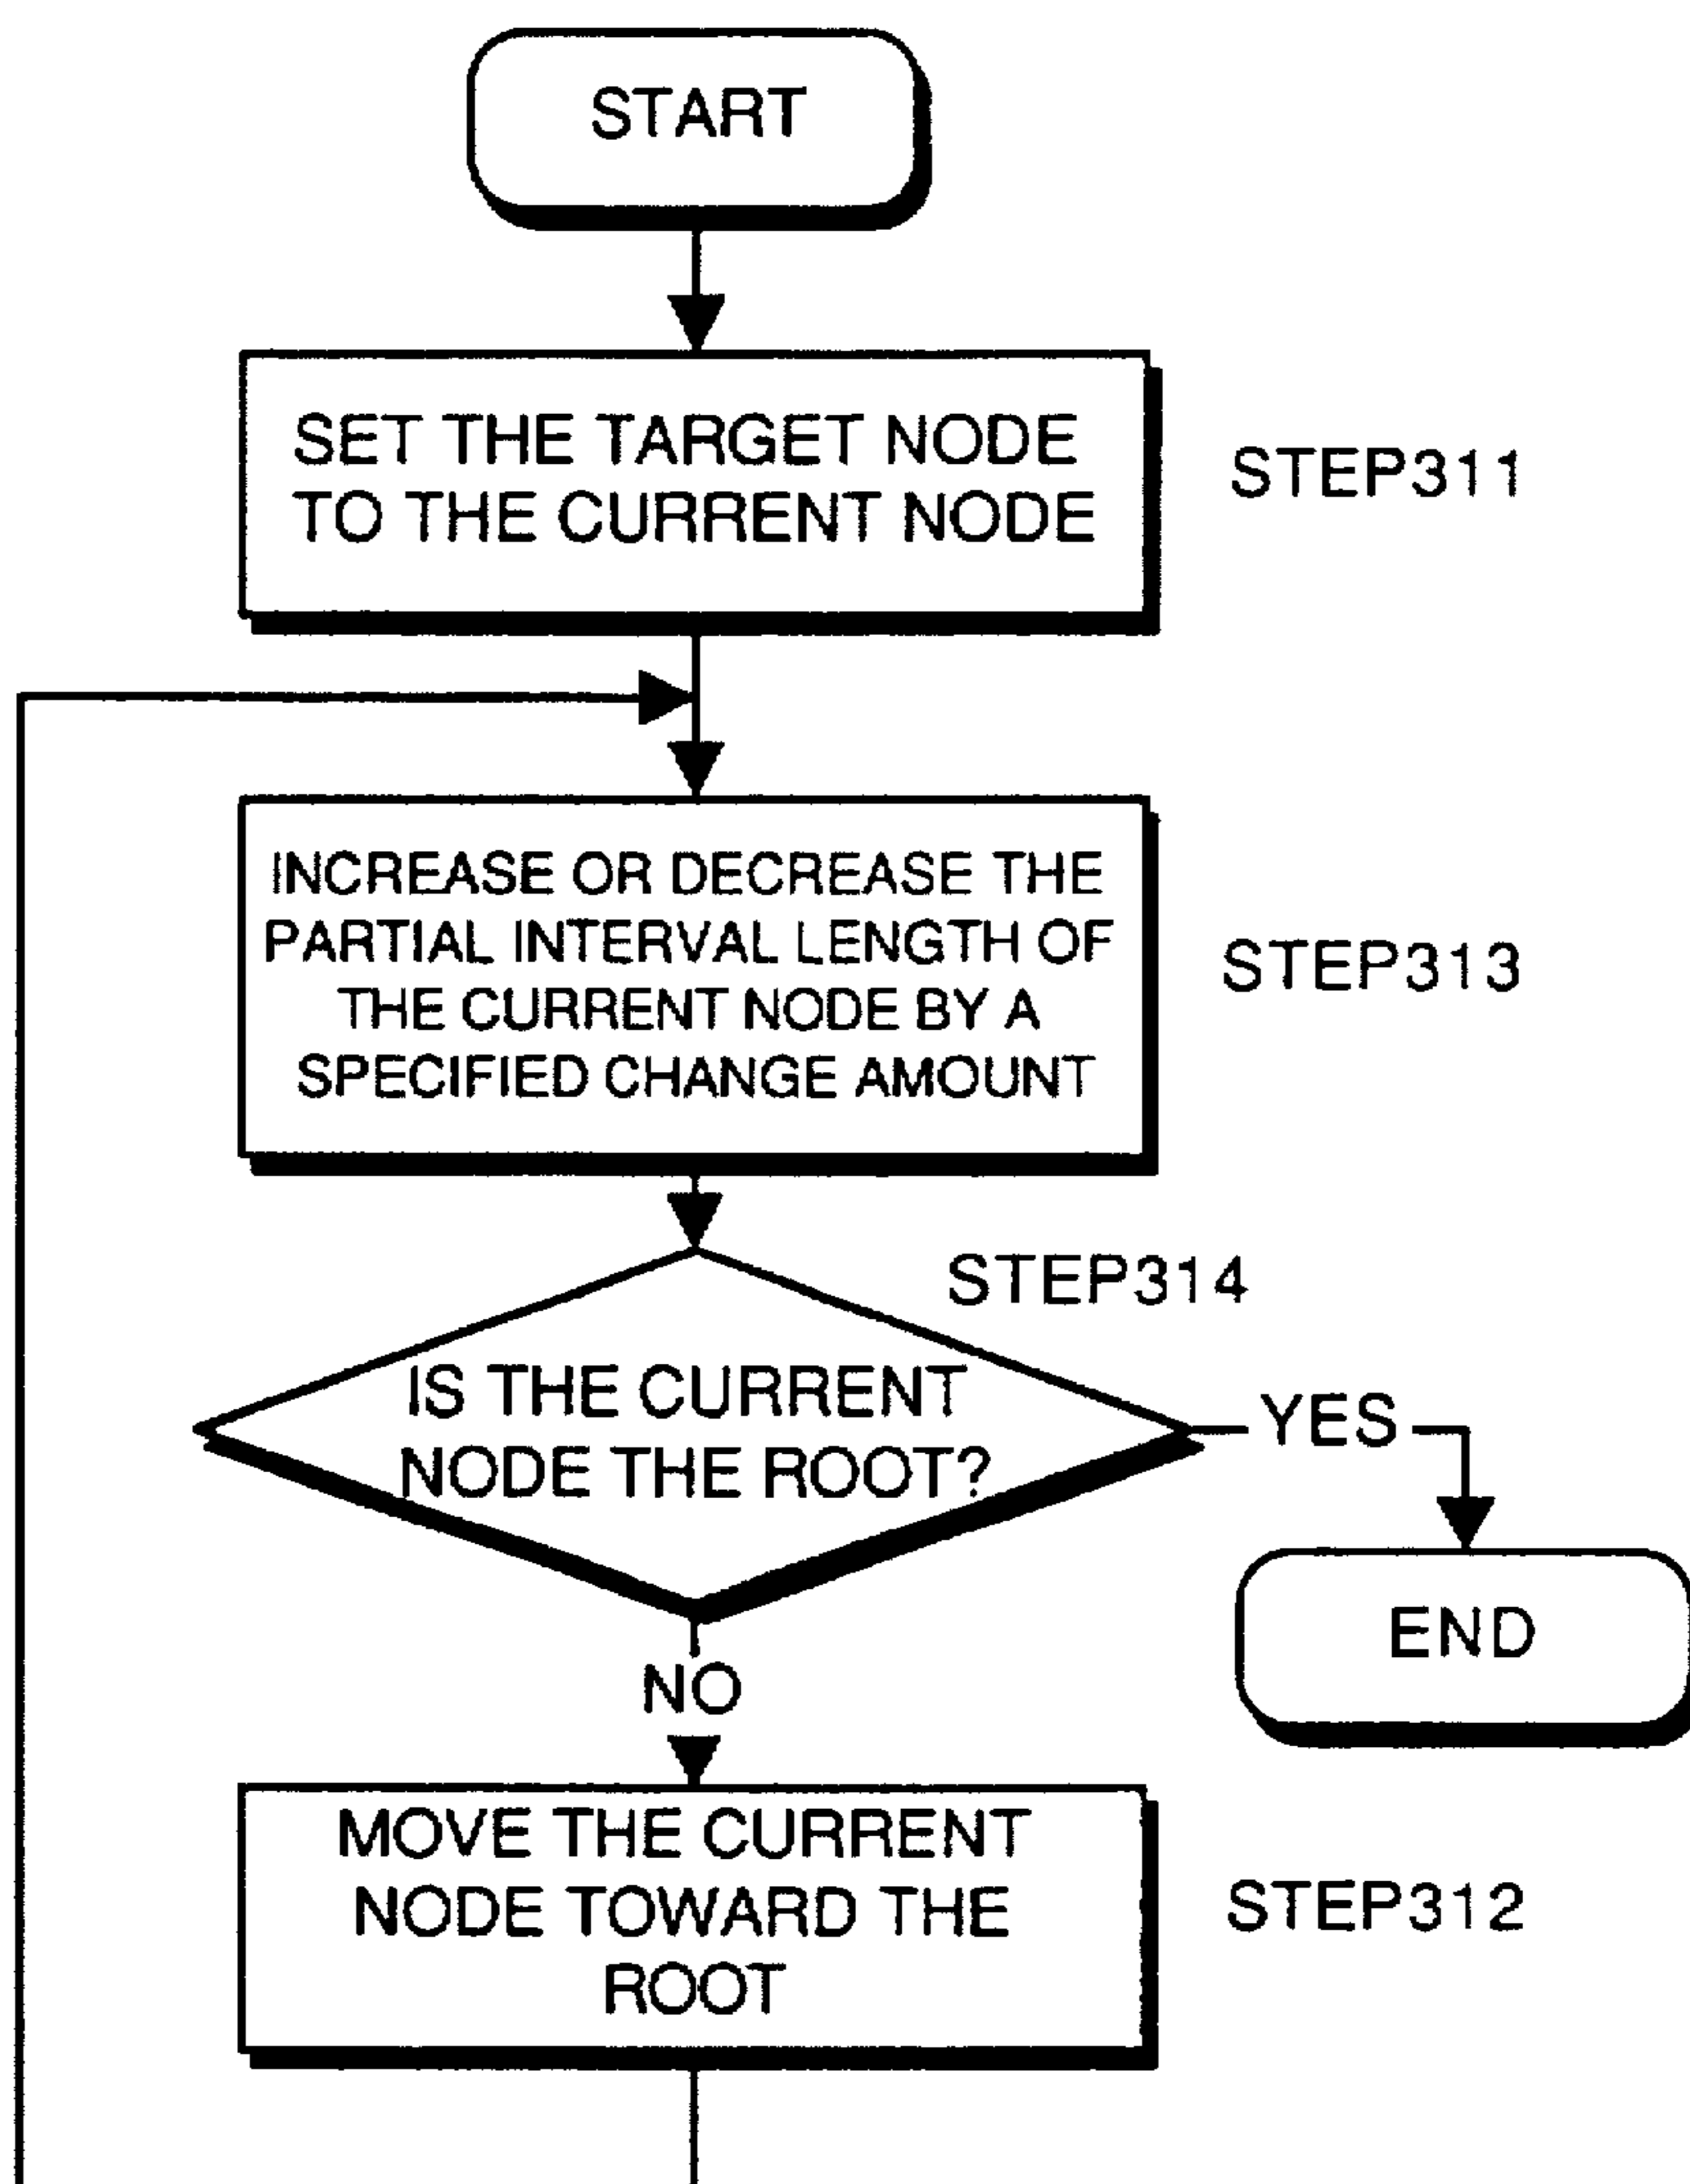 START
SET THE TARGET NODE
TO THE CURRENT NODE
STEP311
INCREASE OR DECREASE THE
PARTIAL INTERVAL LENGTH OF
THE CURRENT NODE BY A
SPECIFIED CHANGE AMOUNT
STEP313
STEP314
IS THE CURRENT
NODE THE ROOT?
YES
END
NO
MOVE THE CURRENT
NODE TOWARD THE
ROOT
STEP312